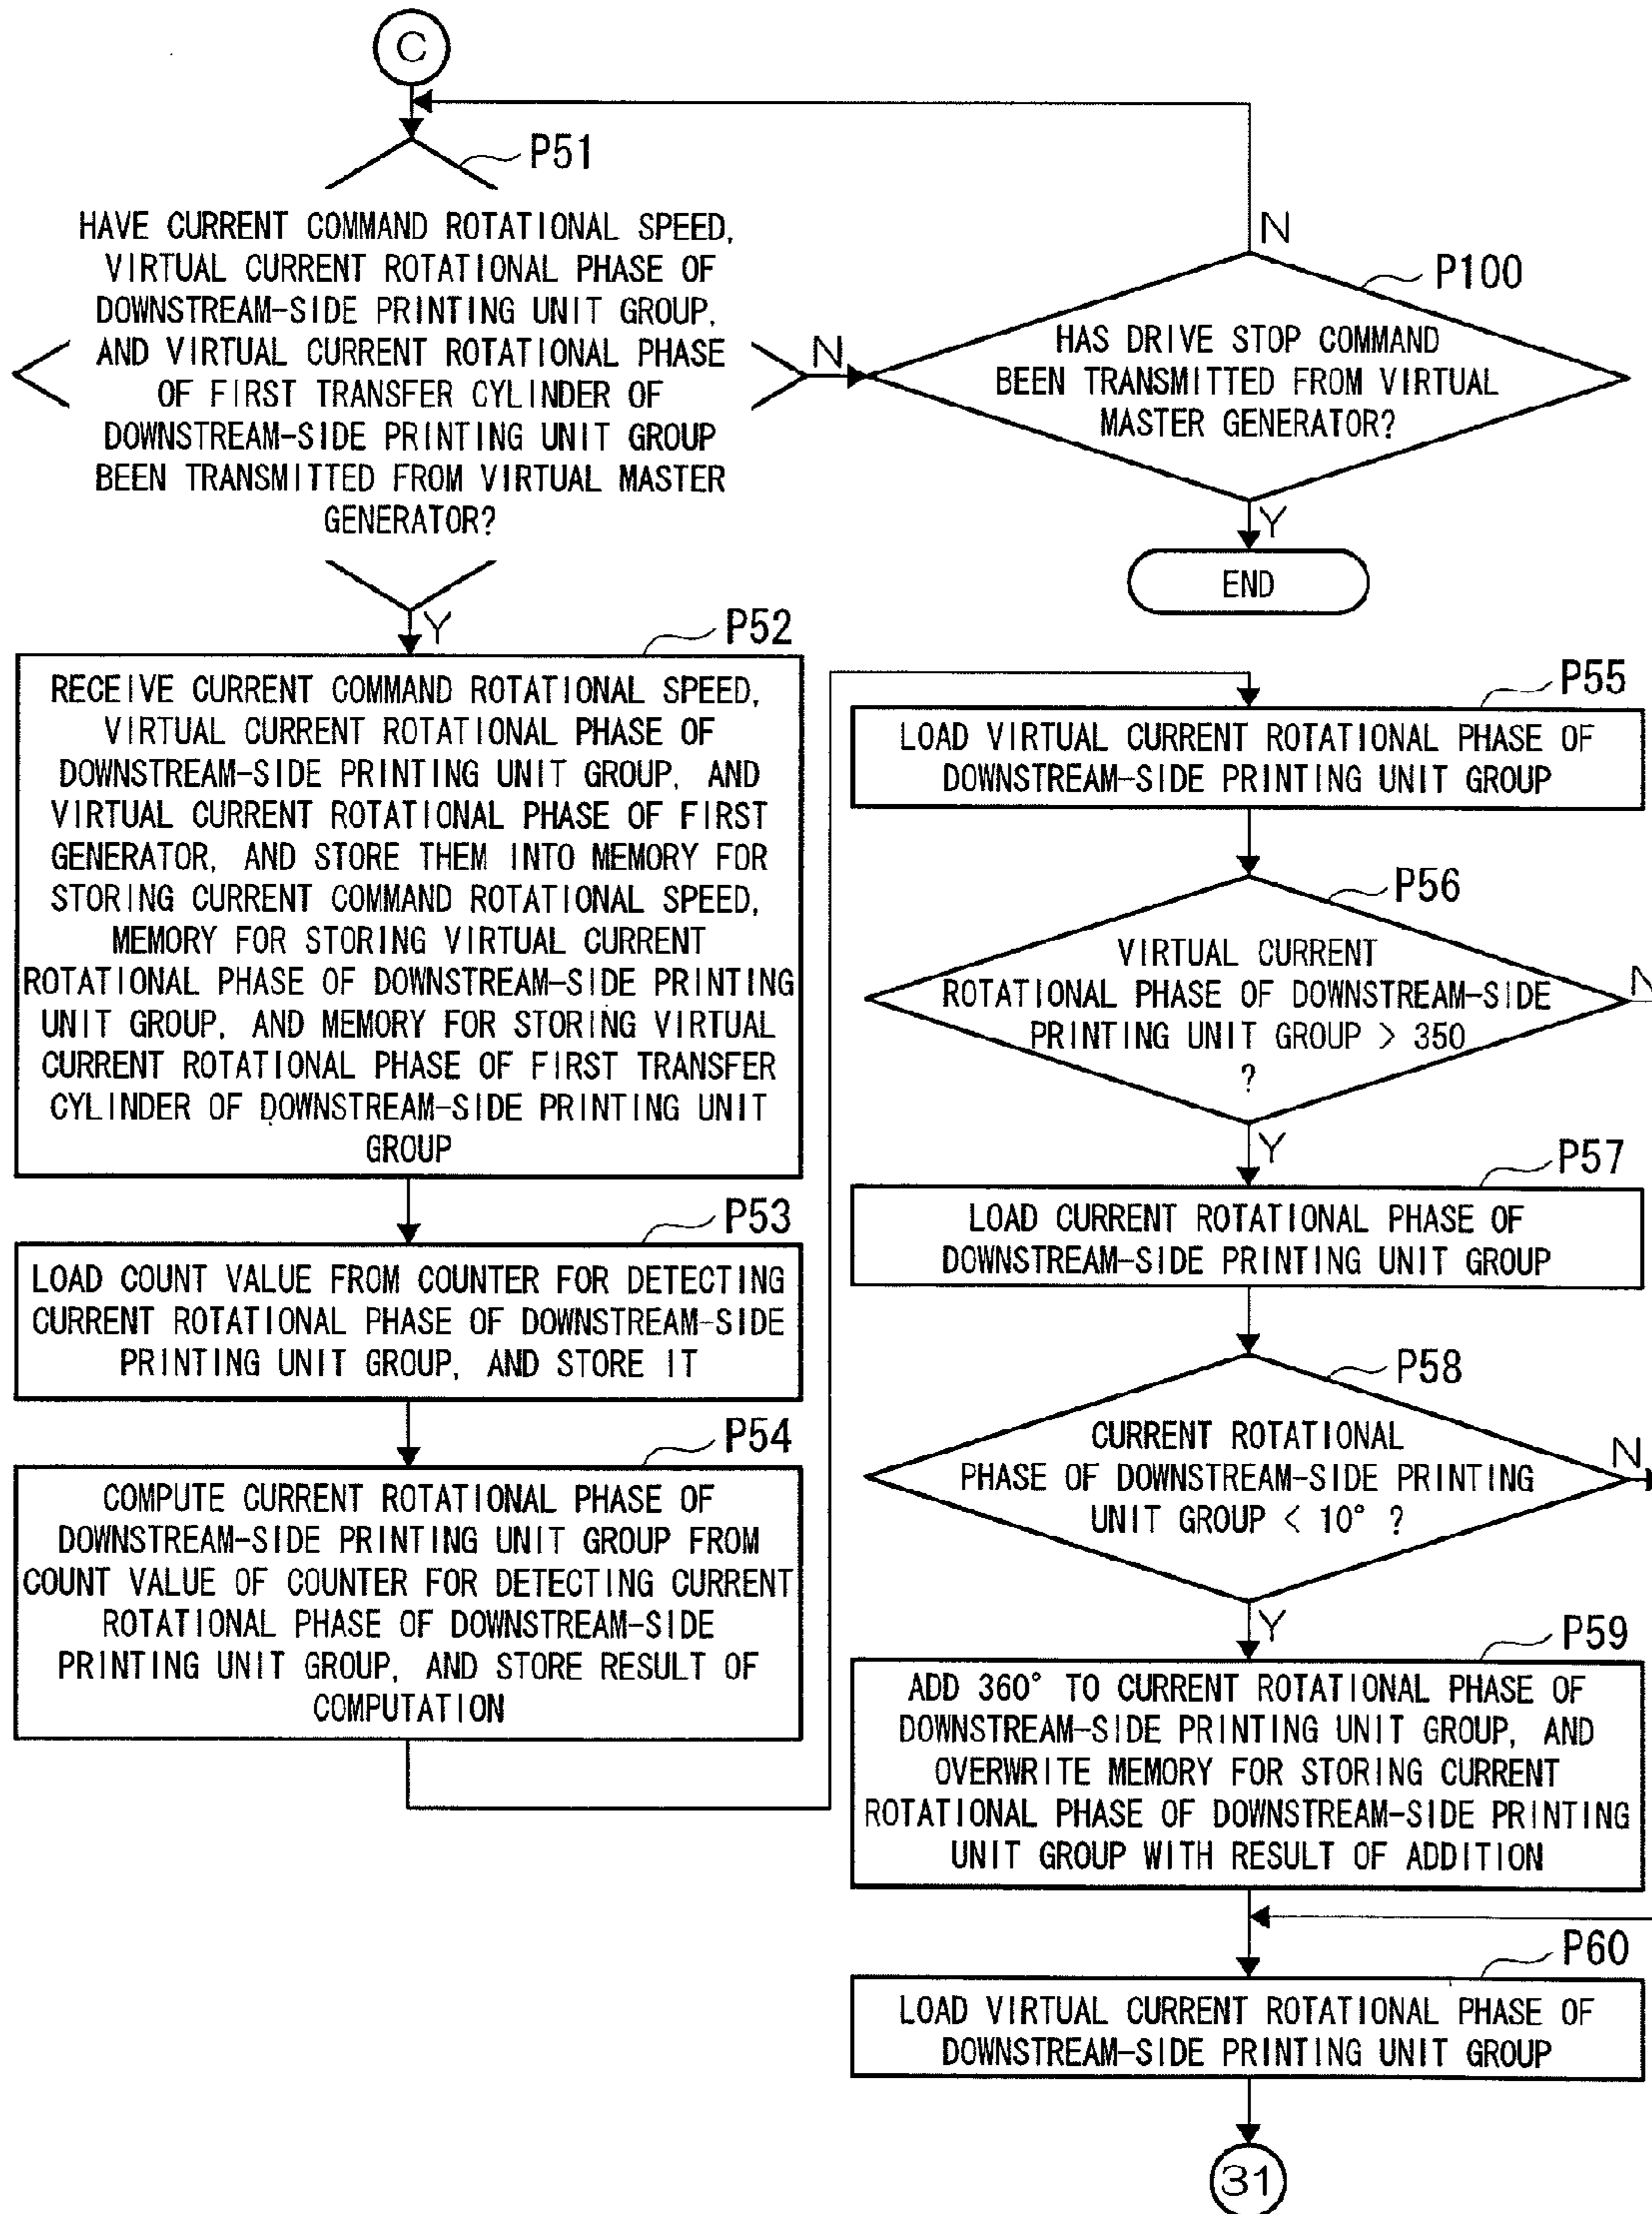 C
P51
HAVE CURRENT COMMAND ROTATIONAL SPEED,
VIRTUAL CURRENT ROTATIONAL PHASE OF
DOWNSTREAM-SIDE PRINTING UNIT GROUP,
AND VIRTUAL CURRENT ROTATIONAL PHASE
OF FIRST TRANSFER CYLINDER OF
DOWNSTREAM-SIDE PRINTING UNIT GROUP
BEEN TRANSMITTED FROM VIRTUAL MASTER
GENERATOR?
N
Y
P100
HAS DRIVE STOP COMMAND
BEEN TRANSMITTED FROM VIRTUAL
MASTER GENERATOR?
N
Y
END
P52
RECEIVE CURRENT COMMAND ROTATIONAL SPEED,
VIRTUAL CURRENT ROTATIONAL PHASE OF
DOWNSTREAM-SIDE PRINTING UNIT GROUP, AND
VIRTUAL CURRENT ROTATIONAL PHASE OF FIRST
GENERATOR, AND STORE THEM INTO MEMORY FOR
STORING CURRENT COMMAND ROTATIONAL SPEED,
MEMORY FOR STORING VIRTUAL CURRENT
ROTATIONAL PHASE OF DOWNSTREAM-SIDE PRINTING
UNIT GROUP, AND MEMORY FOR STORING VIRTUAL
CURRENT ROTATIONAL PHASE OF FIRST TRANSFER
CYLINDER OF DOWNSTREAM-SIDE PRINTING UNIT
GROUP
P53
LOAD COUNT VALUE FROM COUNTER FOR DETECTING
CURRENT ROTATIONAL PHASE OF DOWNSTREAM-SIDE
PRINTING UNIT GROUP, AND STORE IT
P54
COMPUTE CURRENT ROTATIONAL PHASE OF
DOWNSTREAM-SIDE PRINTING UNIT GROUP FROM
COUNT VALUE OF COUNTER FOR DETECTING CURRENT
ROTATIONAL PHASE OF DOWNSTREAM-SIDE
PRINTING UNIT GROUP, AND STORE RESULT OF
COMPUTATION
P55
LOAD VIRTUAL CURRENT ROTATIONAL PHASE OF
DOWNSTREAM-SIDE PRINTING UNIT GROUP
P56
VIRTUAL CURRENT
ROTATIONAL PHASE OF DOWNSTREAM-SIDE
PRINTING UNIT GROUP > 350
?
N
Y
P57
LOAD CURRENT ROTATIONAL PHASE OF
DOWNSTREAM-SIDE PRINTING UNIT GROUP
P58
CURRENT ROTATIONAL
PHASE OF DOWNSTREAM-SIDE PRINTING
UNIT GROUP < 10° ?
N
Y
P59
ADD 360° TO CURRENT ROTATIONAL PHASE OF
DOWNSTREAM-SIDE PRINTING UNIT GROUP, AND
OVERWRITE MEMORY FOR STORING CURRENT
ROTATIONAL PHASE OF DOWNSTREAM-SIDE PRINTING
UNIT GROUP WITH RESULT OF ADDITION
P60
LOAD VIRTUAL CURRENT ROTATIONAL PHASE OF
DOWNSTREAM-SIDE PRINTING UNIT GROUP
31